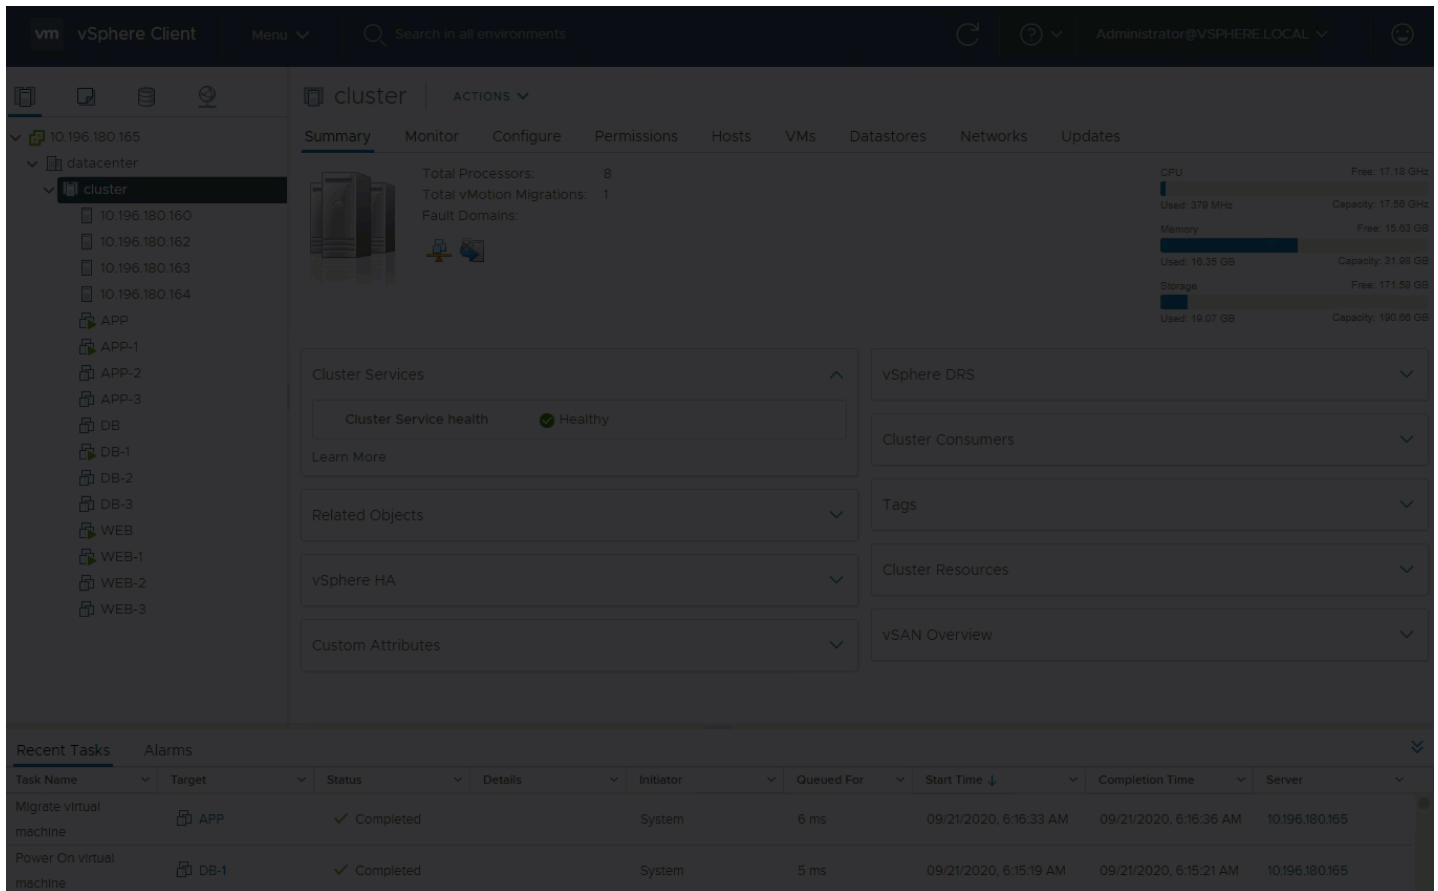 vm vSphere Client Menu Search in all environments Administrator@VSPHERE.LOCAL
cluster ACTIONS
Summary Monitor Configure Permissions Hosts VMs Datastores Networks Updates
10.196.180.165
datacenter
cluster
10.196.180.160
10.196.180.162
10.196.180.163
10.196.180.164
APP
APP-1
APP-2
APP-3
DB
DB-1
DB-2
DB-3
WEB
WEB-1
WEB-2
WEB-3
Total Processors: 8
Total vMotion Migrations: 1
Fault Domains:
CPU Free: 17.18 GHz
Used: 379 MHz Capacity: 17.56 GHz
Memory Free: 15.63 GB
Used: 16.35 GB Capacity: 31.98 GB
Storage Free: 171.59 GB
Used: 19.07 GB Capacity: 190.66 GB
Cluster Services
Cluster Service health Healthy
Learn More
Related Objects
vSphere HA
Custom Attributes
vSphere DRS
Cluster Consumers
Tags
Cluster Resources
vSAN Overview
Recent Tasks Alarms
Task Name Target Status Details Initiator Queued For Start Time Completion Time Server
Migrate virtual
machine APP Completed System 6 ms 09/21/2020, 6:16:33 AM 09/21/2020, 6:16:36 AM 10.196.180.165
Power On virtual
machine DB-1 Completed System 5 ms 09/21/2020, 6:15:19 AM 09/21/2020, 6:15:21 AM 10.196.180.165